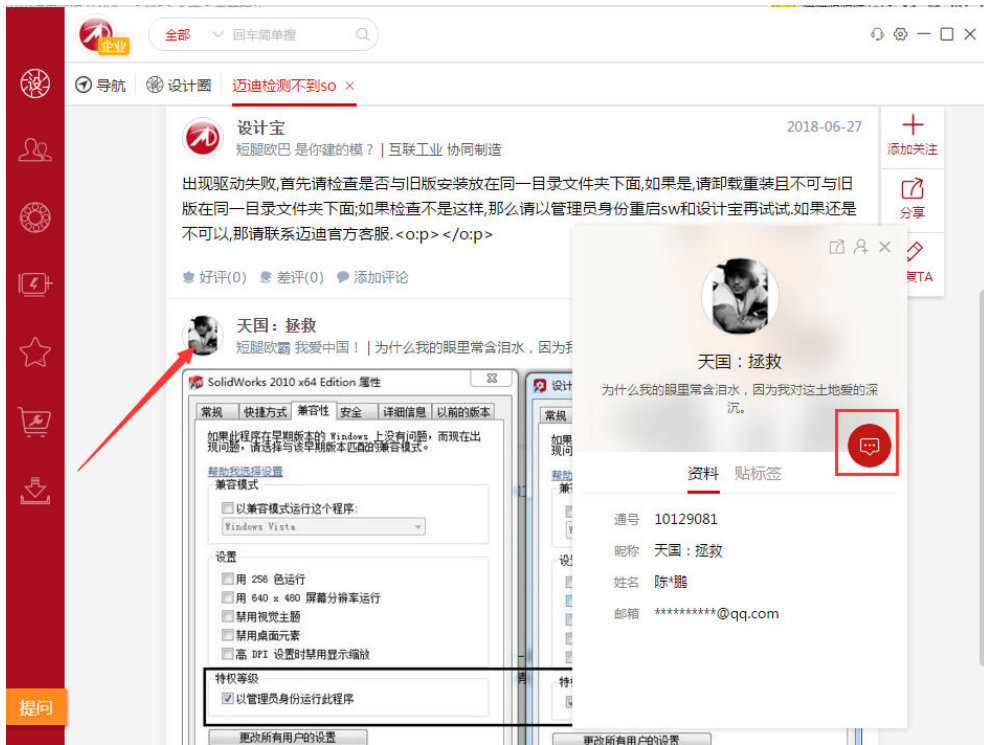 企业
全部 回车简单搜
导航 设计圈 迈迪检测不到so ×
设计宝
2018-06-27
短腿欧巴 是你建的模？| 互联工业 协同制造
添加关注
出现驱动失败,首先请检查是否与旧版安装放在同一目录文件夹下面,如果是,请卸载重装且不可与旧
版在同一目录文件夹下面;如果检查不是这样,那么请以管理员身份重启sw和设计宝再试试.如果还是
不可以,那请联系迈迪官方客服.<o:p></o:p>
分享
好评(0) 差评(0) 添加评论
复TA
天国：拯救
短腿欧霸 我爱中国！| 为什么我的眼里常含泪水，因为
SolidWorks 2010 x64 Edition 属性
常规 快捷方式 兼容性 安全 详细信息 以前的版本
如果此程序在早期版本的 Windows 上没有问题，而现在出
现问题，请选择与该早期版本匹配的兼容模式。
帮助我选择设置
兼容模式
以兼容模式运行这个程序:
Windows Vista
设置
用 256 色运行
用 640 x 480 屏幕分辨率运行
禁用视觉主题
禁用桌面元素
高 DPI 设置时禁用显示缩放
特权等级
以管理员身份运行此程序
更改所有用户的设置
设计
常规
如果
现问
帮助
更改所有用户的设置
天国：拯救
为什么我的眼里常含泪水，因为我对这土地爱的深
沉。
资料 贴标签
通号 10129081
昵称 天国：拯救
姓名 陈*鹏
邮箱 **********@qq.com
提问